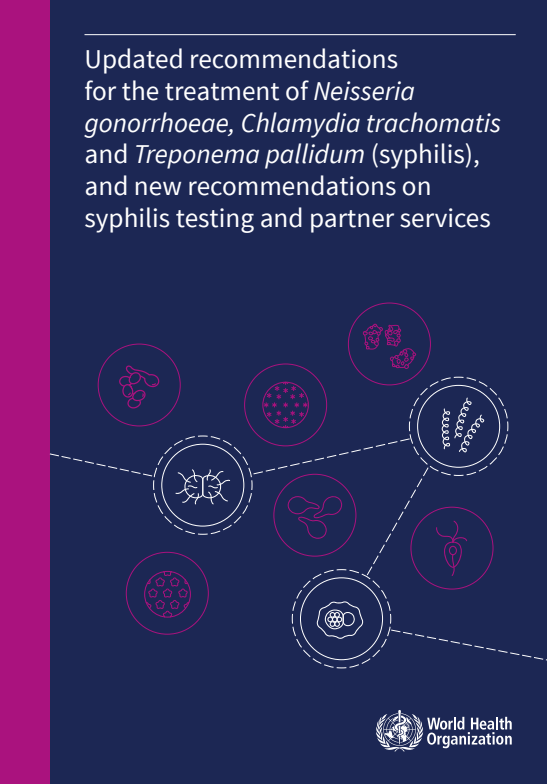 Updated recommendations
for the treatment of Neisseria
gonorrhoeae, Chlamydia trachomatis
and Treponema pallidum (syphilis),
and new recommendations on
syphilis testing and partner services
World Health
Organization